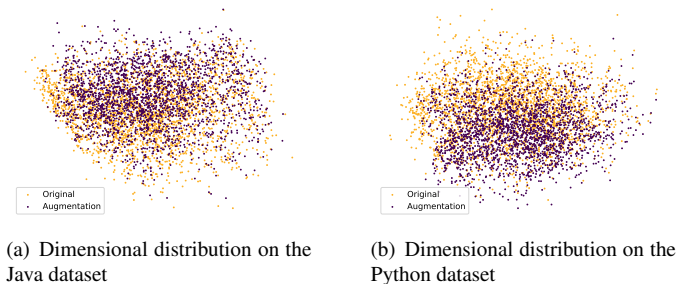 Original
Augmentation
Original
Augmentation
(a) Dimensional distribution on the
Java dataset
(b) Dimensional distribution on the
Python dataset